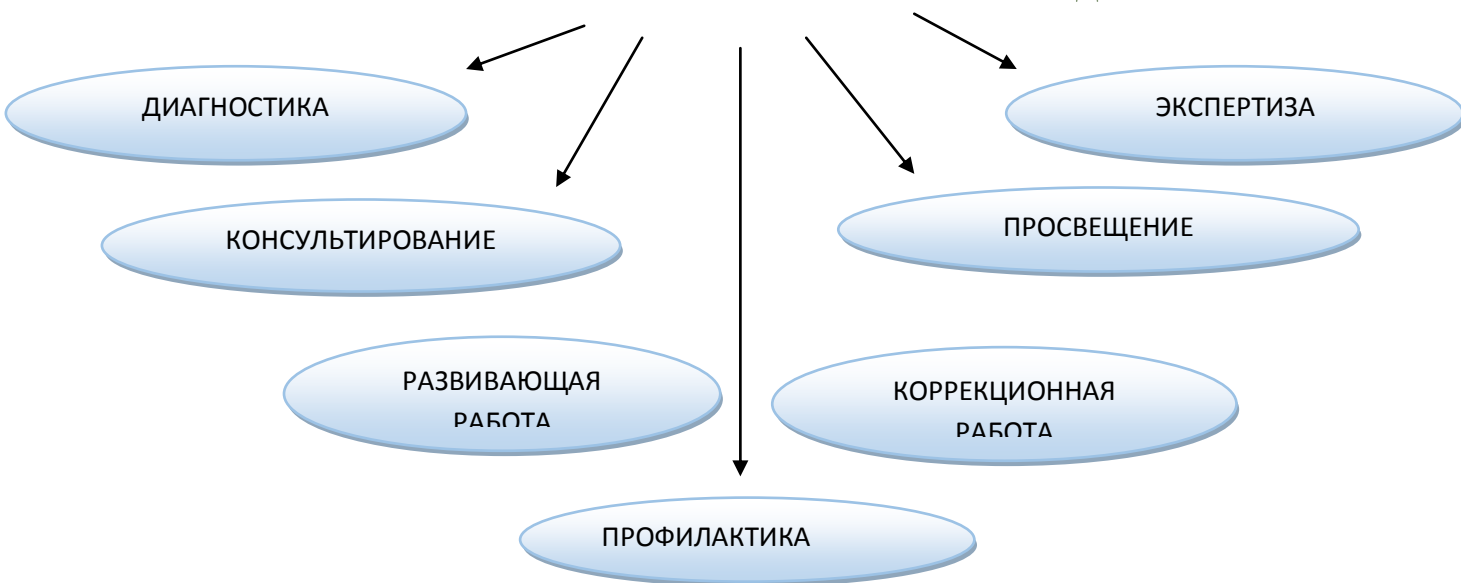 ДИАГНОСТИКА
ЭКСПЕРТИЗА
КОНСУЛЬТИРОВАНИЕ
ПРОСВЕЩЕНИЕ
РАЗВИВАЮЩАЯ
РАБОТА
КОРРЕКЦИОННАЯ
РАБОТА
ПРОФИЛАКТИКА